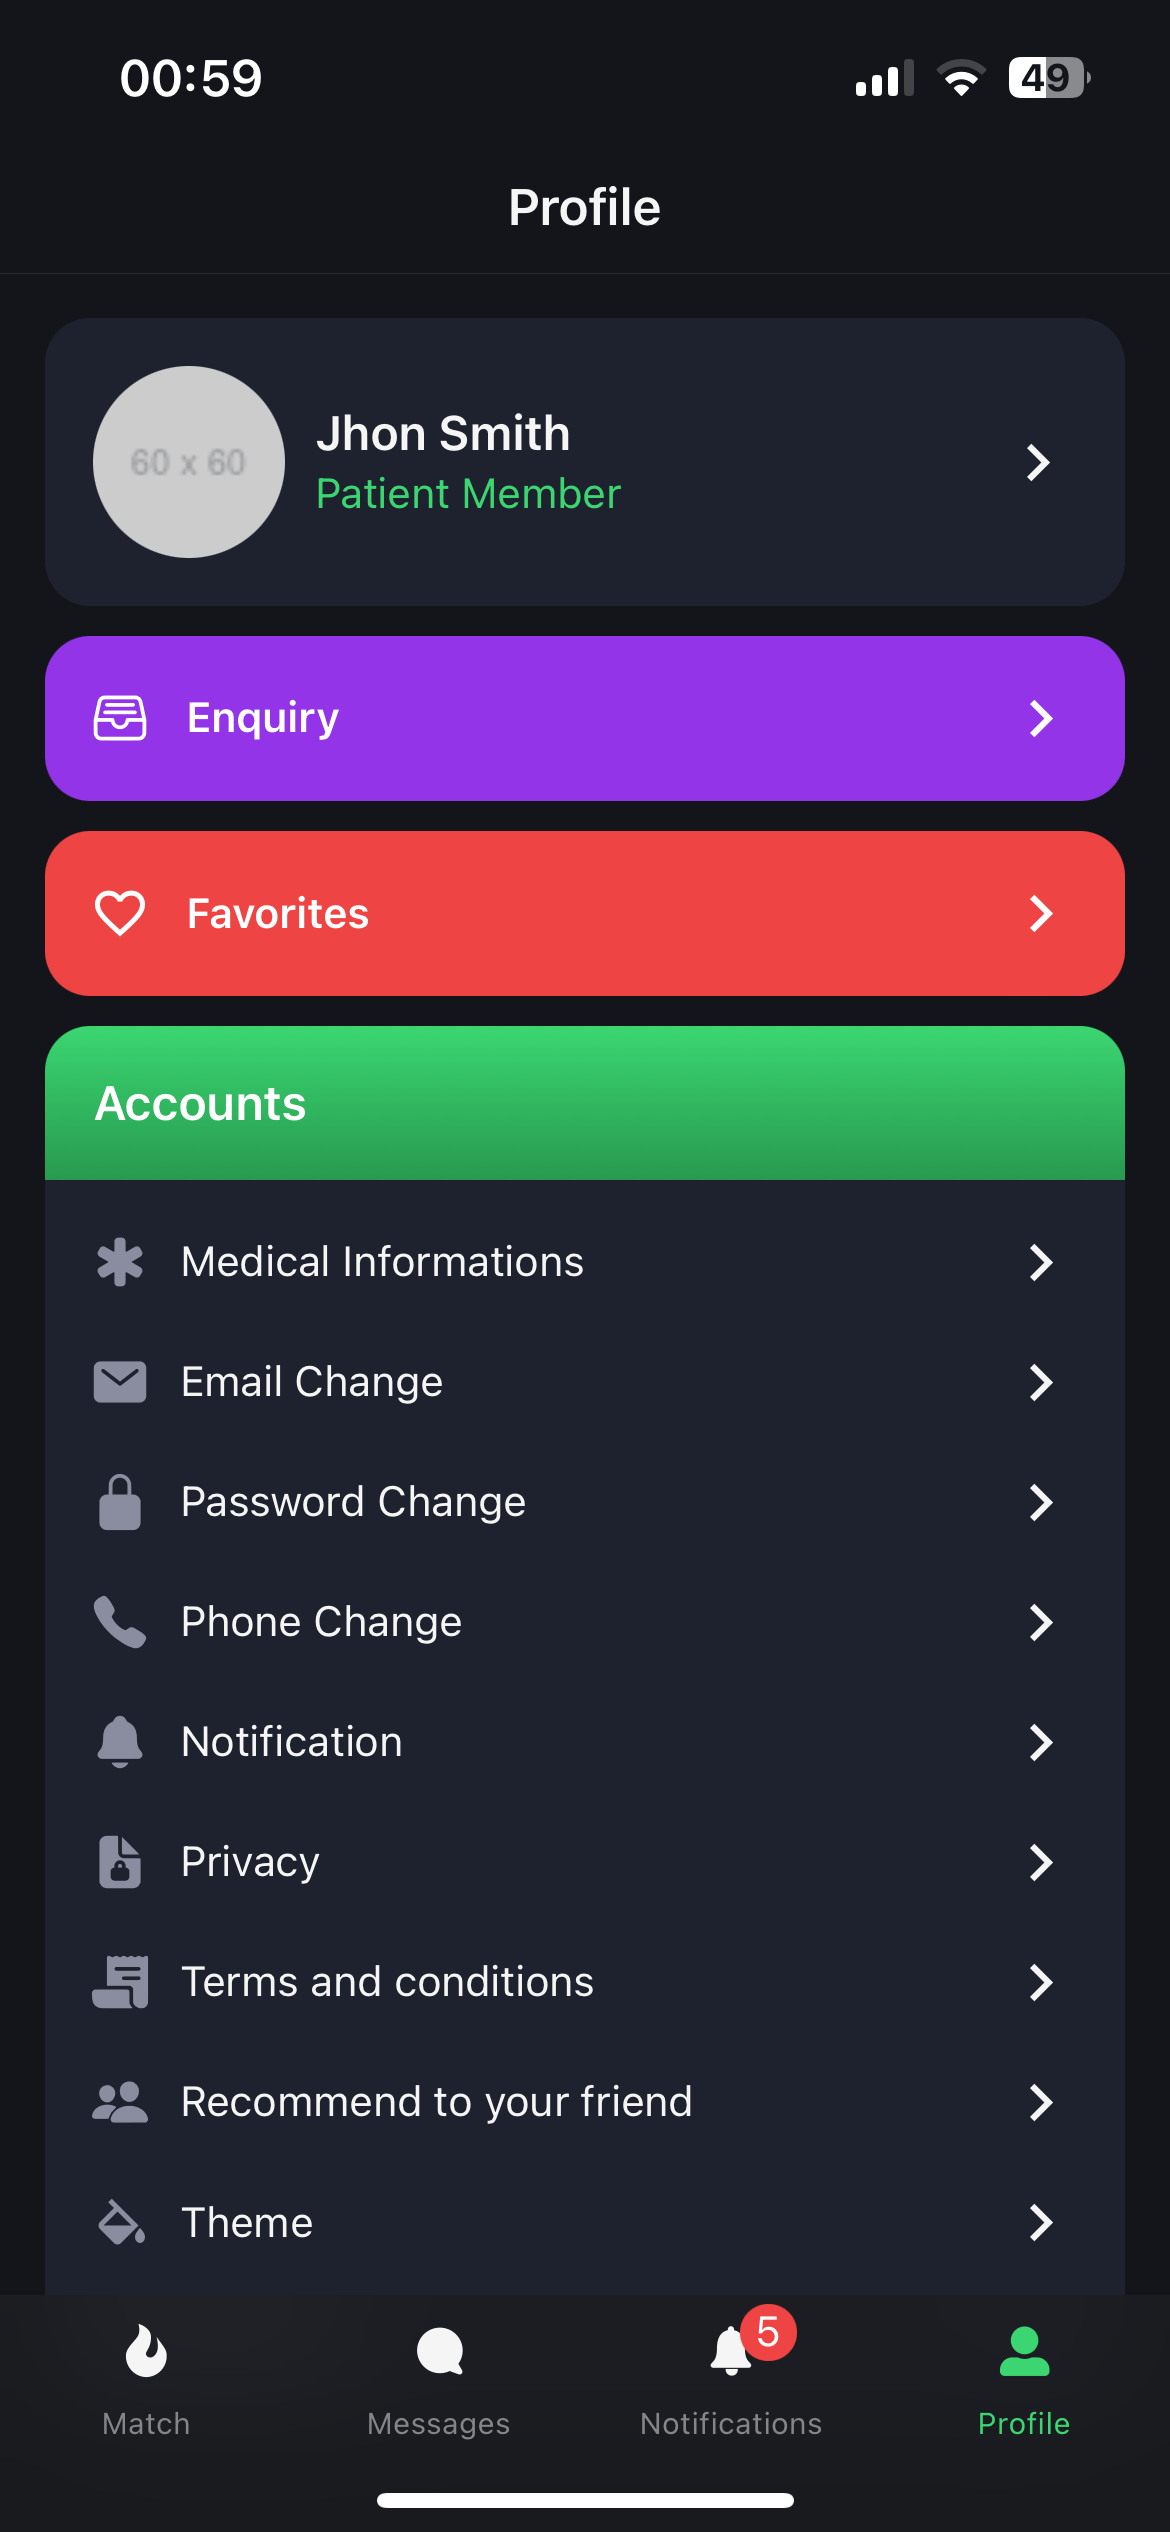 00:59
49
Profile
60 x 60
Jhon Smith
Patient Member
Enquiry
Favorites
Accounts
Medical Informations
Email Change
Password Change
Phone Change
Notification
Privacy
Terms and conditions
Recommend to your friend
Theme
5
Match
Messages
Notifications
Profile